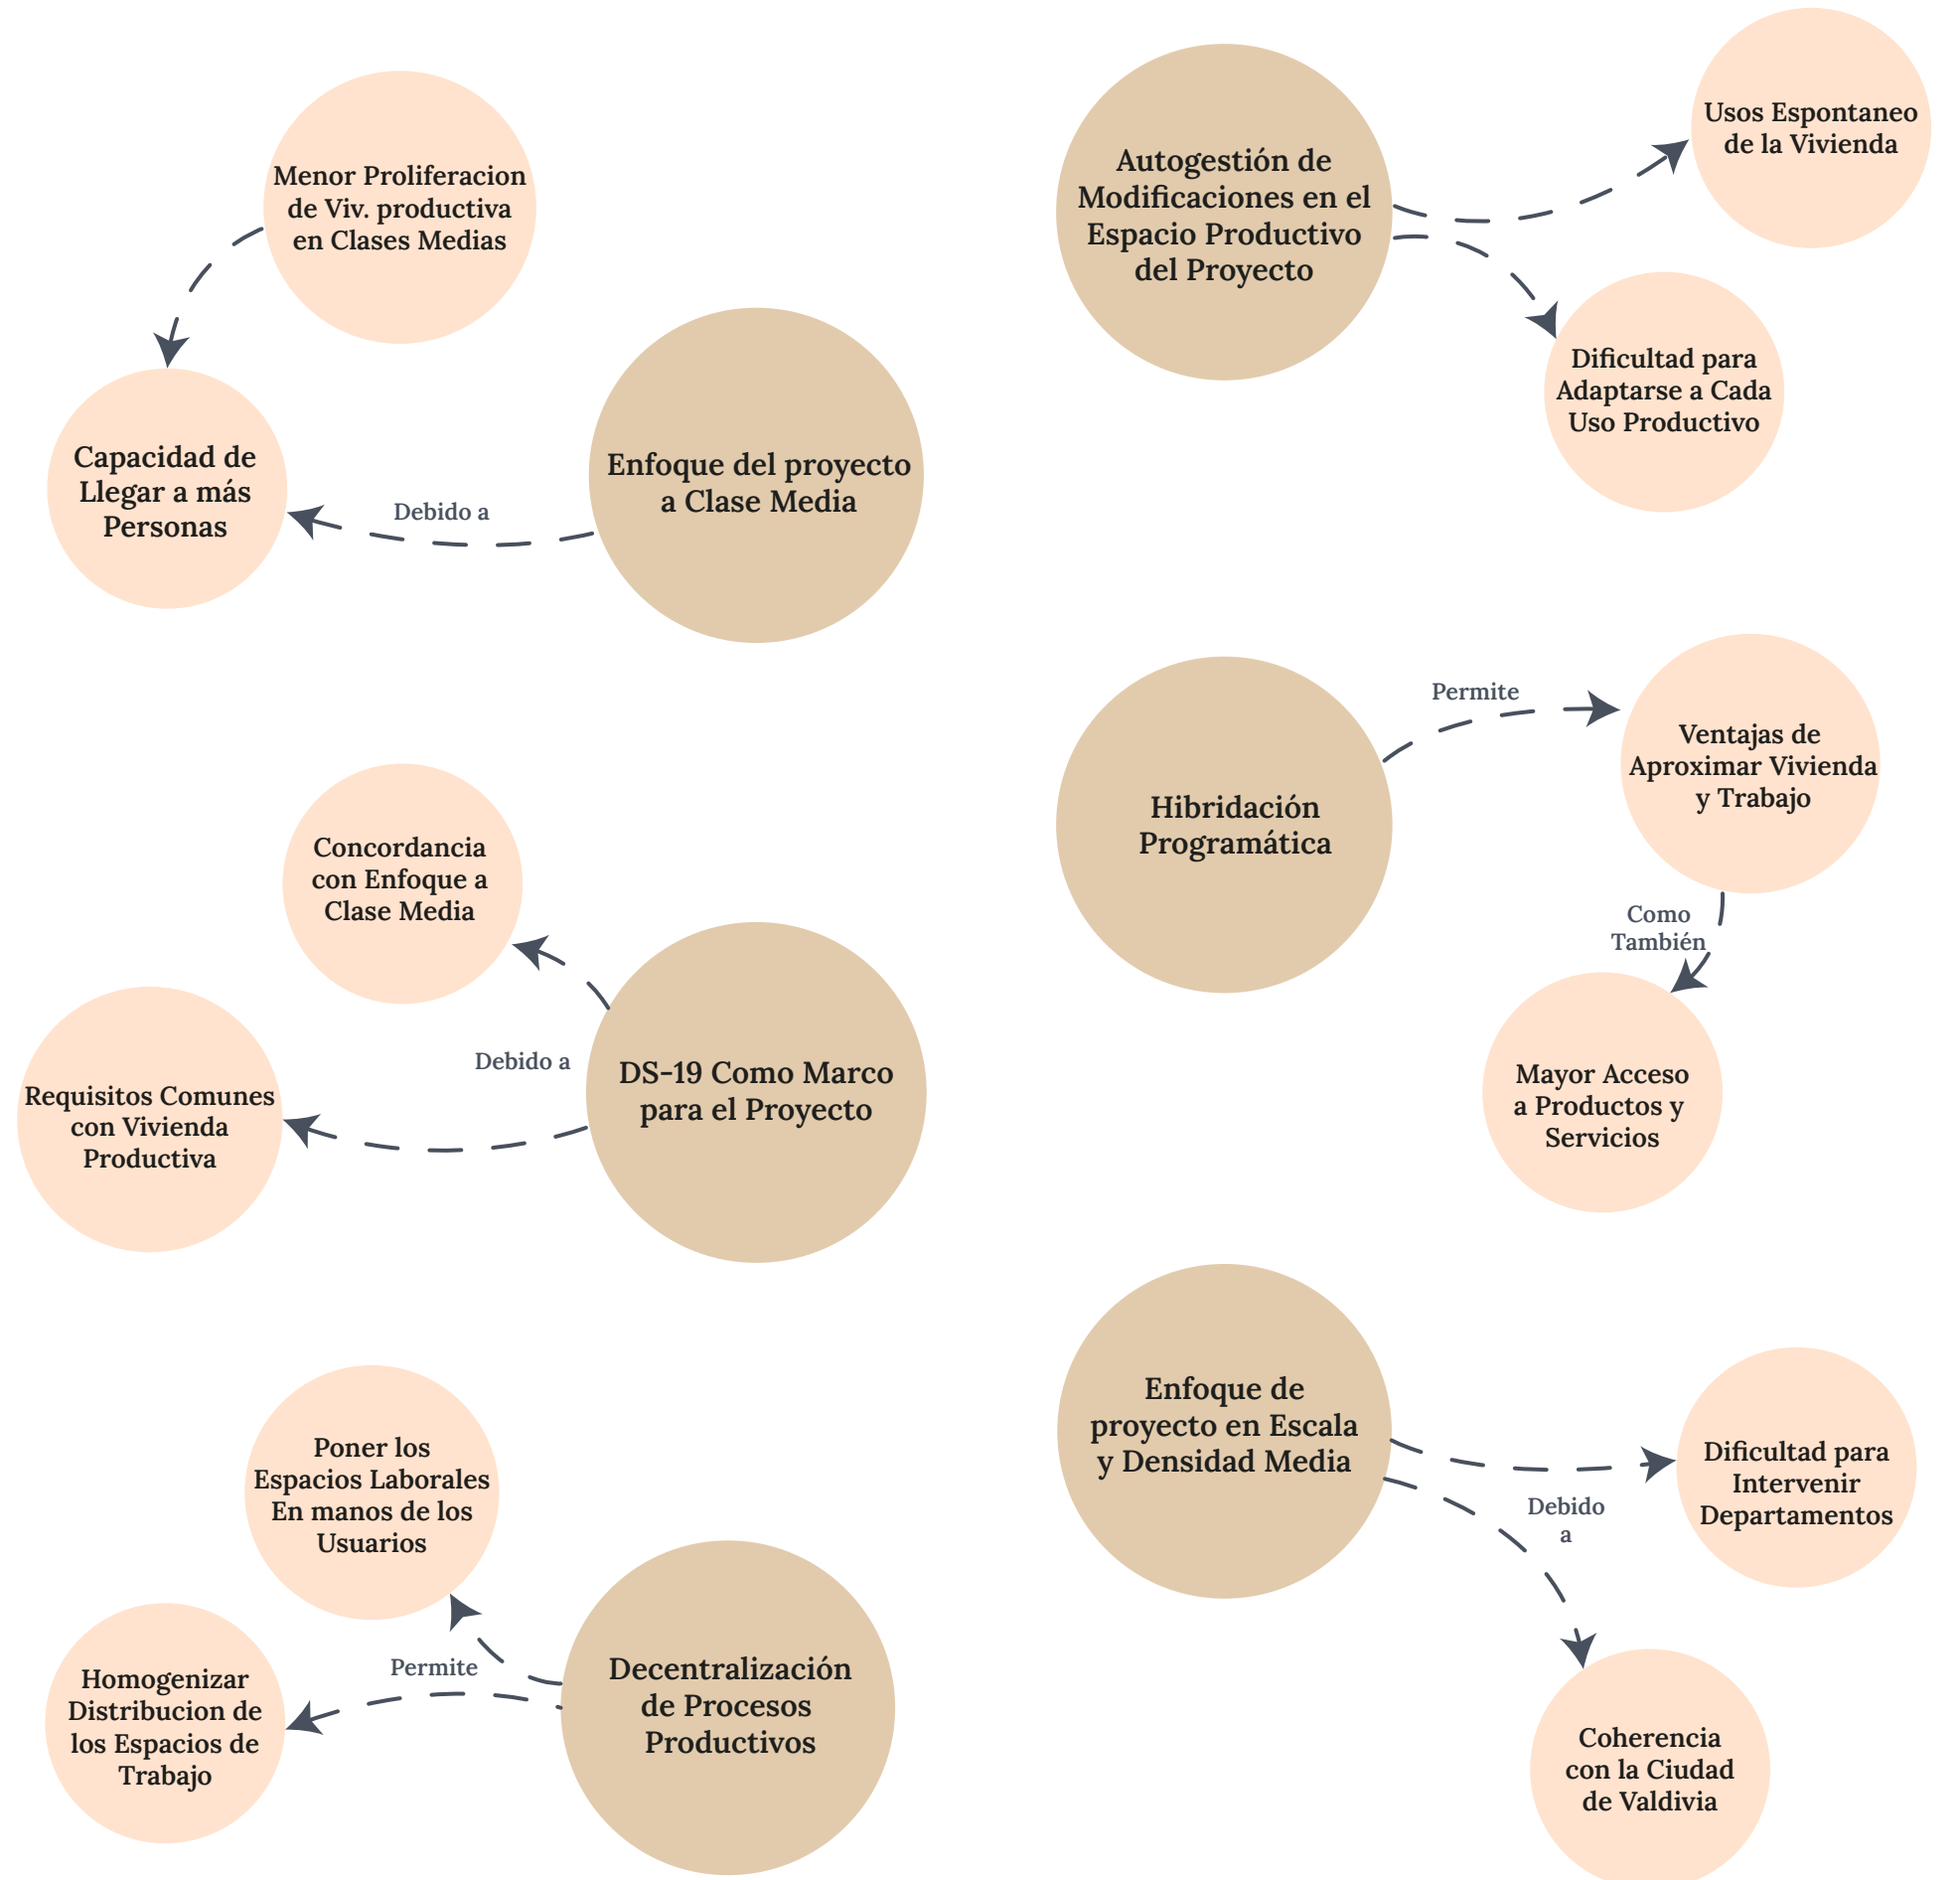 Menor Proliferacion
de Viv. productiva
en Clases Medias
Capacidad de
Llegar a más
Personas
Debido a
Enfoque del proyecto
a Clase Media
Autogestión de
Modificaciones en el
Espacio Productivo
del Proyecto
Usos Espontaneo
de la Vivienda
Dificultad para
Adaptarse a Cada
Uso Productivo
Concordancia
con Enfoque a
Clase Media
Requisitos Comunes
con Vivienda
Productiva
Debido a
DS-19 Como Marco
para el Proyecto
Hibridación
Programática
Permite
Ventajas de
Aproximar Vivienda
y Trabajo
Como
También
Mayor Acceso
a Productos y
Servicios
Poner los
Espacios Laborales
En manos de los
Usuarios
Homogenizar
Distribucion de
los Espacios de
Trabajo
Permite
Decentralización
de Procesos
Productivos
Enfoque de
proyecto en Escala
y Densidad Media
Debido
a
Dificultad para
Intervenir
Departamentos
Coherencia
con la Ciudad
de Valdivia